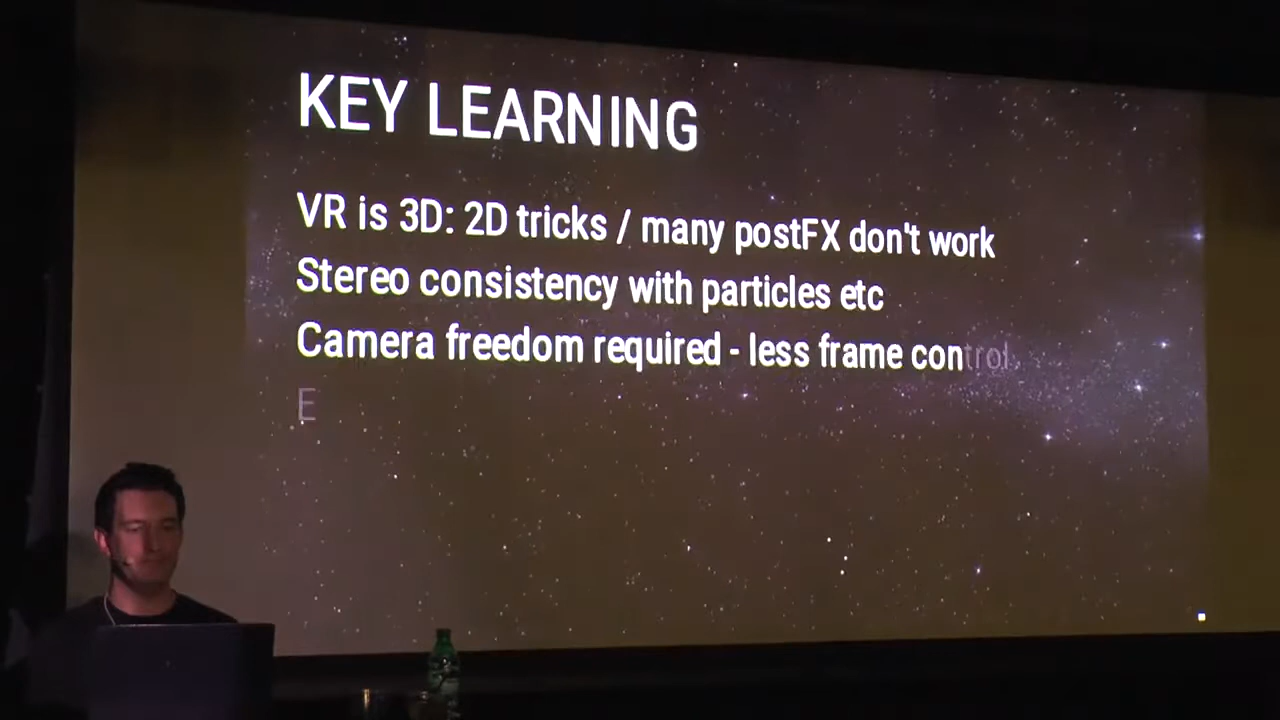 KEY LEARNING
VR is 3D: 2D tricks / many postFX don't work
Stereo consistency with particles etc
Camera freedom required - less frame control
E